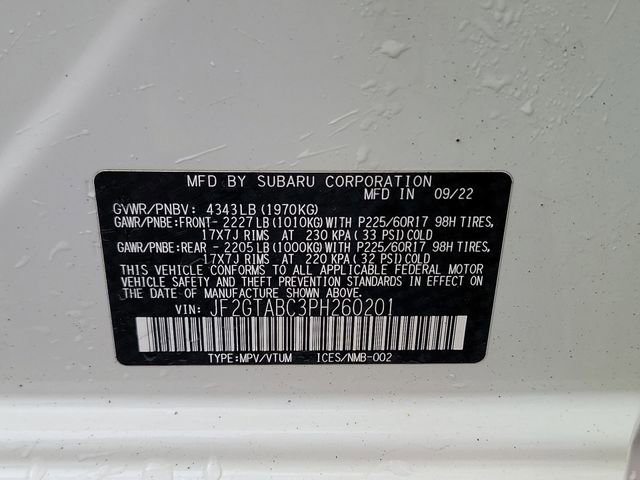 MFD BY SUBARU CORPORATION
MFD IN 09/22
GVWR/PNBV: 4343LB(1970KG)
GAWR/PNBE:FRONT- 2227LB(1010KG)WITH P225/60R17 98H TIRES,
17X7J RIMS AT 230 KPA(33 PSI)COLD
GAWR/PNBE:REAR - 2205LB(1000KG)WITH P225/60R17 98H TIRES,
17X7J RIMS AT 220 KPA(32 PSI)COLD
THIS VEHICLE CONFORMS TO ALL APPLICABLE FEDERAL MOTOR
VEHICLE SAFETY AND THEFT PREVENTION STANDARDS IN EFFECT ON
THE DATE OF MANUFACTURE SHOWN ABOVE.
VIN: JF2GTABC3PH260201
TYPE:MPV/VTUM ICES/NMB-002